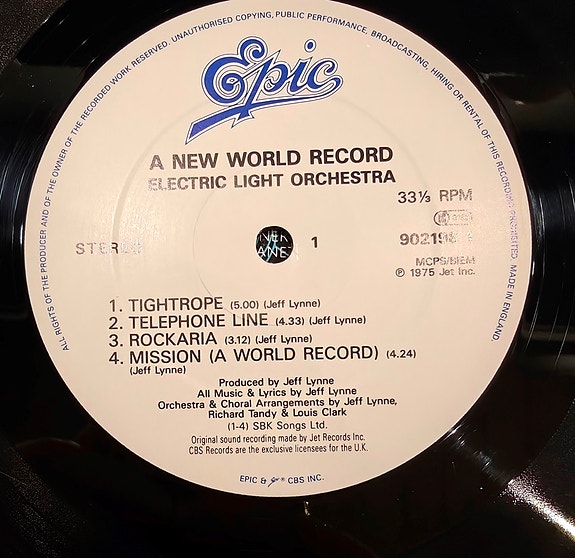 ALL RIGHTS OF THE PRODUCER AND OF THE OWNER OF THE RECORDED WORK RESERVED. UNAUTHORISED COPYING, PUBLIC PERFORMANCE, BROADCASTING, HIRING OR RENTAL OF THIS RECORDING PROHIBITED. MADE IN ENGLAND.
Epic
A NEW WORLD RECORD
ELECTRIC LIGHT ORCHESTRA
33⅓ RPM
STEREO
1
MCPS/BIEM
℗ 1975 Jet Inc.
1. TIGHTROPE (5.00) (Jeff Lynne)
2. TELEPHONE LINE (4.33) (Jeff Lynne)
3. ROCKARIA (3.12) (Jeff Lynne)
4. MISSION (A WORLD RECORD) (4.24)
(Jeff Lynne)
Produced by Jeff Lynne
All Music & Lyrics by Jeff Lynne
Orchestra & Choral Arrangements by Jeff Lynne,
Richard Tandy & Louis Clark
(1-4) SBK Songs Ltd.
Original sound recording made by Jet Records Inc.
CBS Records are the exclusive licensees for the U.K.
EPIC & CBS INC.